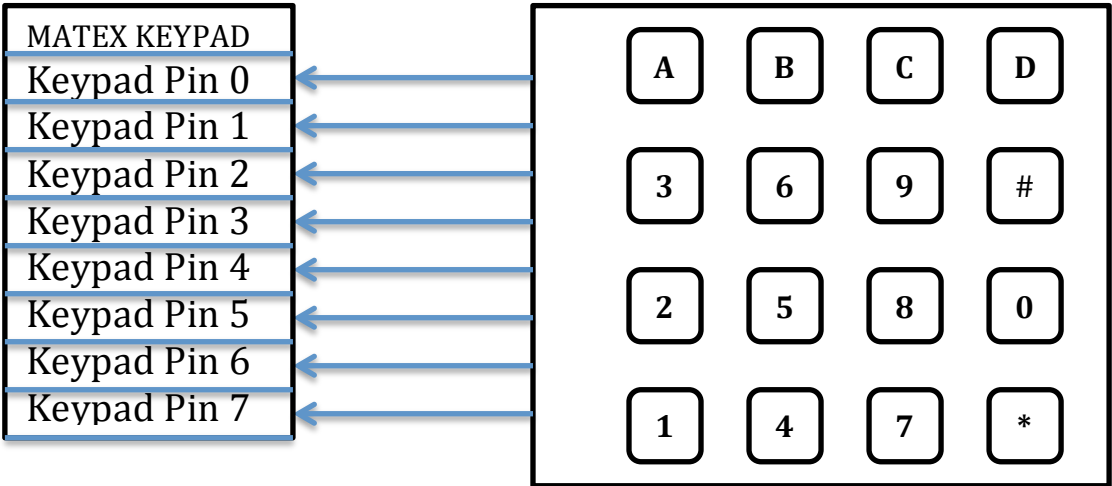 MATEX KEYPAD
Keypad Pin 0
Keypad Pin 1
Keypad Pin 2
Keypad Pin 3
Keypad Pin 4
Keypad Pin 5
Keypad Pin 6
Keypad Pin 7
A B C D
3 6 9 #
2 5 8 0
1 4 7 *